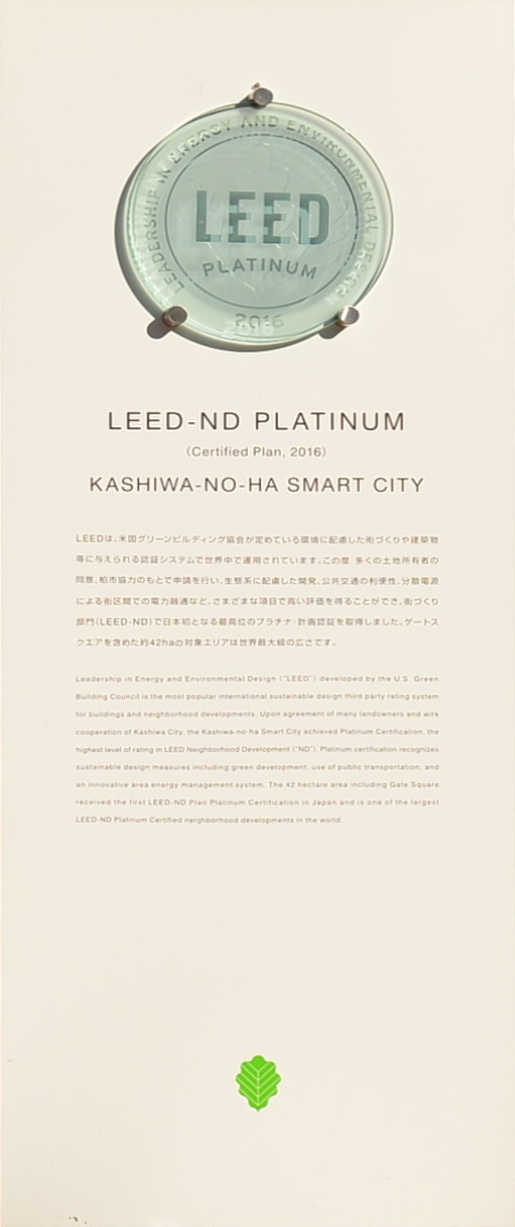 LEADERSHIP IN ENERGY AND ENVIRONMENTAL DESIGN
LEED
PLATINUM
2016
LEED-ND PLATINUM
(Certified Plan, 2016)
KASHIWA-NO-HA SMART CITY
LEEDは、米国グリーンビルディング協会が定めている環境に配慮した街づくりや建築物
等に与えられる認証システムで世界中で運用されています。この度 多くの土地所有者の
同意、柏市協力のもとで申請を行い、生態系に配慮した開発、公共交通の利便性、分散電源
による街区間での電力融通など、さまざまな項目で高い評価を得ることができ、街づくり
部門(LEED-ND)で日本初となる最高位のプラチナ・計画認証を取得しました。ゲートス
クエアを含めた約42haの対象エリアは世界最大級の広さです。
Leadership in Energy and Environmental Design ("LEED") developed by the U.S. Green
Building Council is the most popular international sustainable design third party rating system
for buildings and neighborhood developments. Upon agreement of many landowners and with
cooperation of Kashiwa City, the Kashiwa-no-ha Smart City achieved Platinum Certification, the
highest level of rating in LEED Neighborhood Development ("ND"). Platinum certification recognizes
sustainable design measures including green development, use of public transportation, and
an innovative area energy management system. The 42 hectare area including Gate Square
received the first LEED-ND Plan Platinum Certification in Japan and is one of the largest
LEED-ND Platinum Certified neighborhood developments in the world.